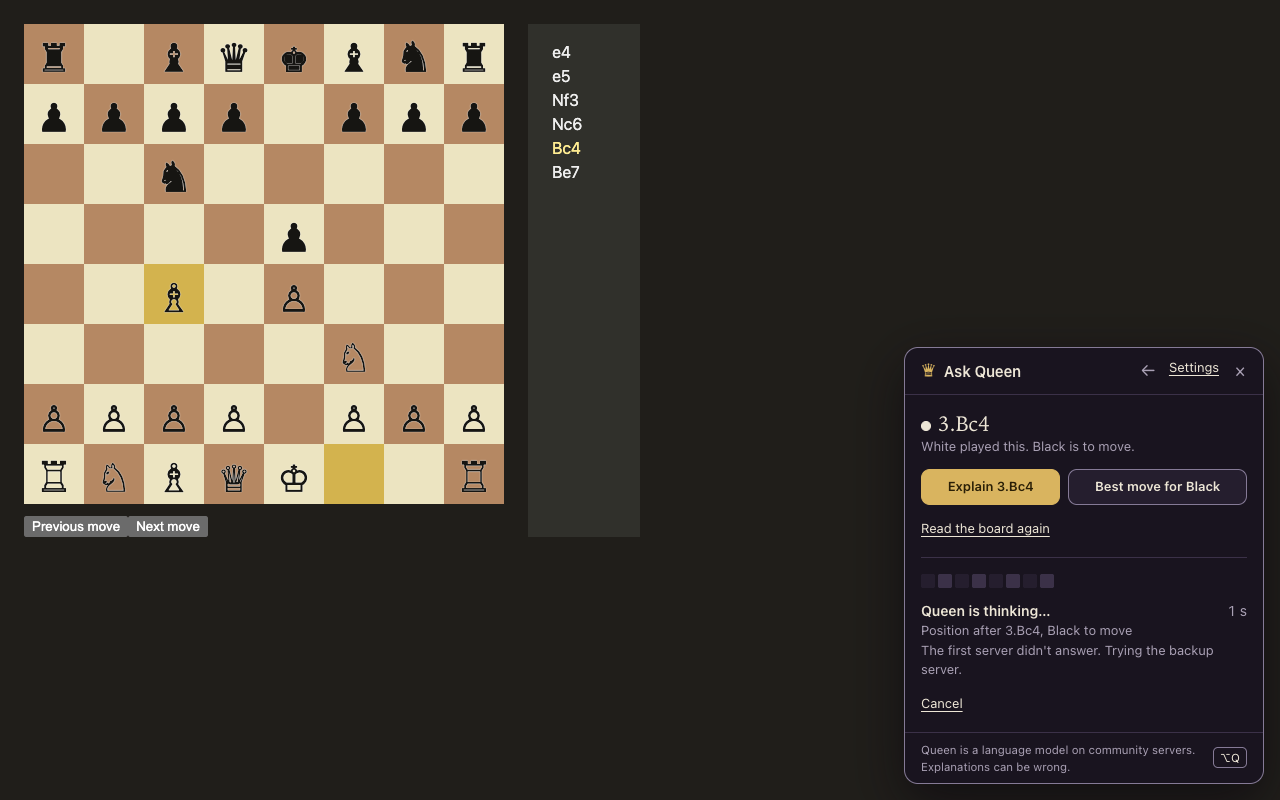 e4
e5
Nf3
Nc6
Bc4
Be7
Previous move Next move
Ask Queen
Settings
3.Bc4
White played this. Black is to move.
Explain 3.Bc4
Best move for Black
Read the board again
Queen is thinking...
1 s
Position after 3.Bc4, Black to move
The first server didn't answer. Trying the backup
server.
Cancel
Queen is a language model on community servers.
Explanations can be wrong.
⌥Q